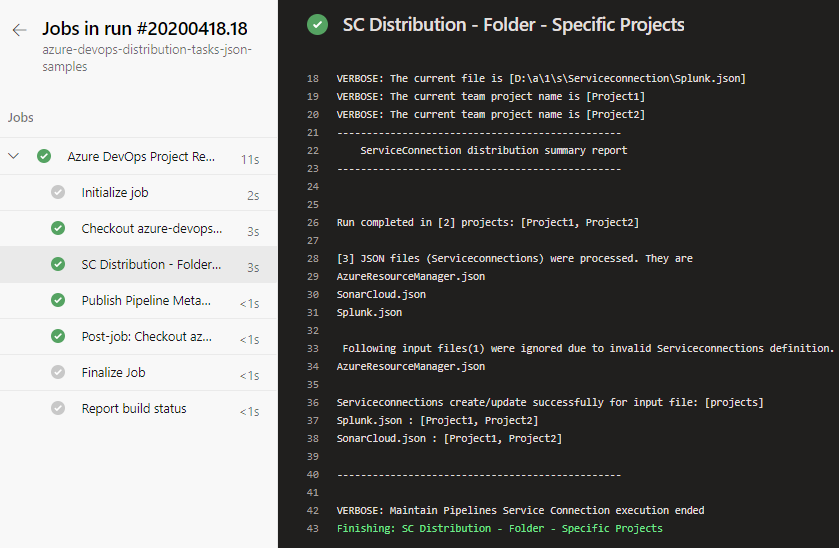 Jobs in run #20200418.18
azure-devops-distribution-tasks-json-
samples
Jobs
Azure DevOps Project Re... 11s
Initialize job 2s
Checkout azure-devops... 3s
SC Distribution - Folder... 3s
Publish Pipeline Meta... <1s
Post-job: Checkout az... <1s
Finalize Job <1s
Report build status <1s
SC Distribution - Folder - Specific Projects
18 VERBOSE: The current file is [D:\a\1\s\Serviceconnection\Splunk.json]
19 VERBOSE: The current team project name is [Project1]
20 VERBOSE: The current team project name is [Project2]
21 ------------------------------------------------
22 ServiceConnection distribution summary report
23 ------------------------------------------------
24
25
26 Run completed in [2] projects: [Project1, Project2]
27
28 [3] JSON files (Serviceconnections) were processed. They are
29 AzureResourceManager.json
30 SonarCloud.json
31 Splunk.json
32
33 Following input files(1) were ignored due to invalid Serviceconnections definition.
34 AzureResourceManager.json
35
36 Serviceconnections create/update successfully for input file: [projects]
37 Splunk.json : [Project1, Project2]
38 SonarCloud.json : [Project1, Project2]
39
40 ------------------------------------------------
41
42 VERBOSE: Maintain Pipelines Service Connection execution ended
43 Finishing: SC Distribution - Folder - Specific Projects